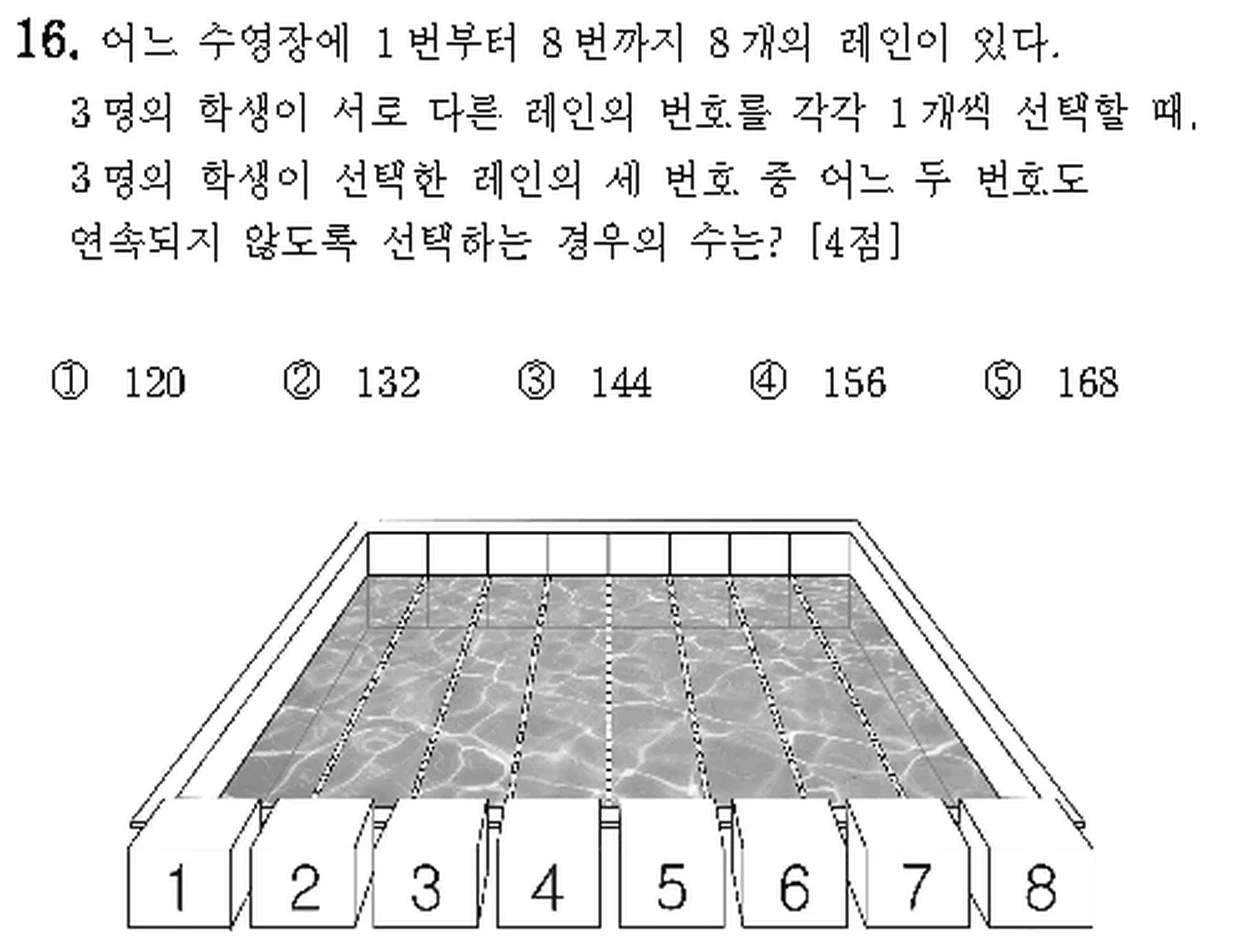 16. 어느 수영장에 1번부터 8번까지 8개의 레인이 있다.
3명의 학생이 서로 다른 레인의 번호를 각각 1개씩 선택할 때,
3명의 학생이 선택한 레인의 세 번호 중 어느 두 번호도
연속되지 않도록 선택하는 경우의 수는? [4점]
① 120 ② 132 ③ 144 ④ 156 ⑤ 168
1 2 3 4 5 6 7 8